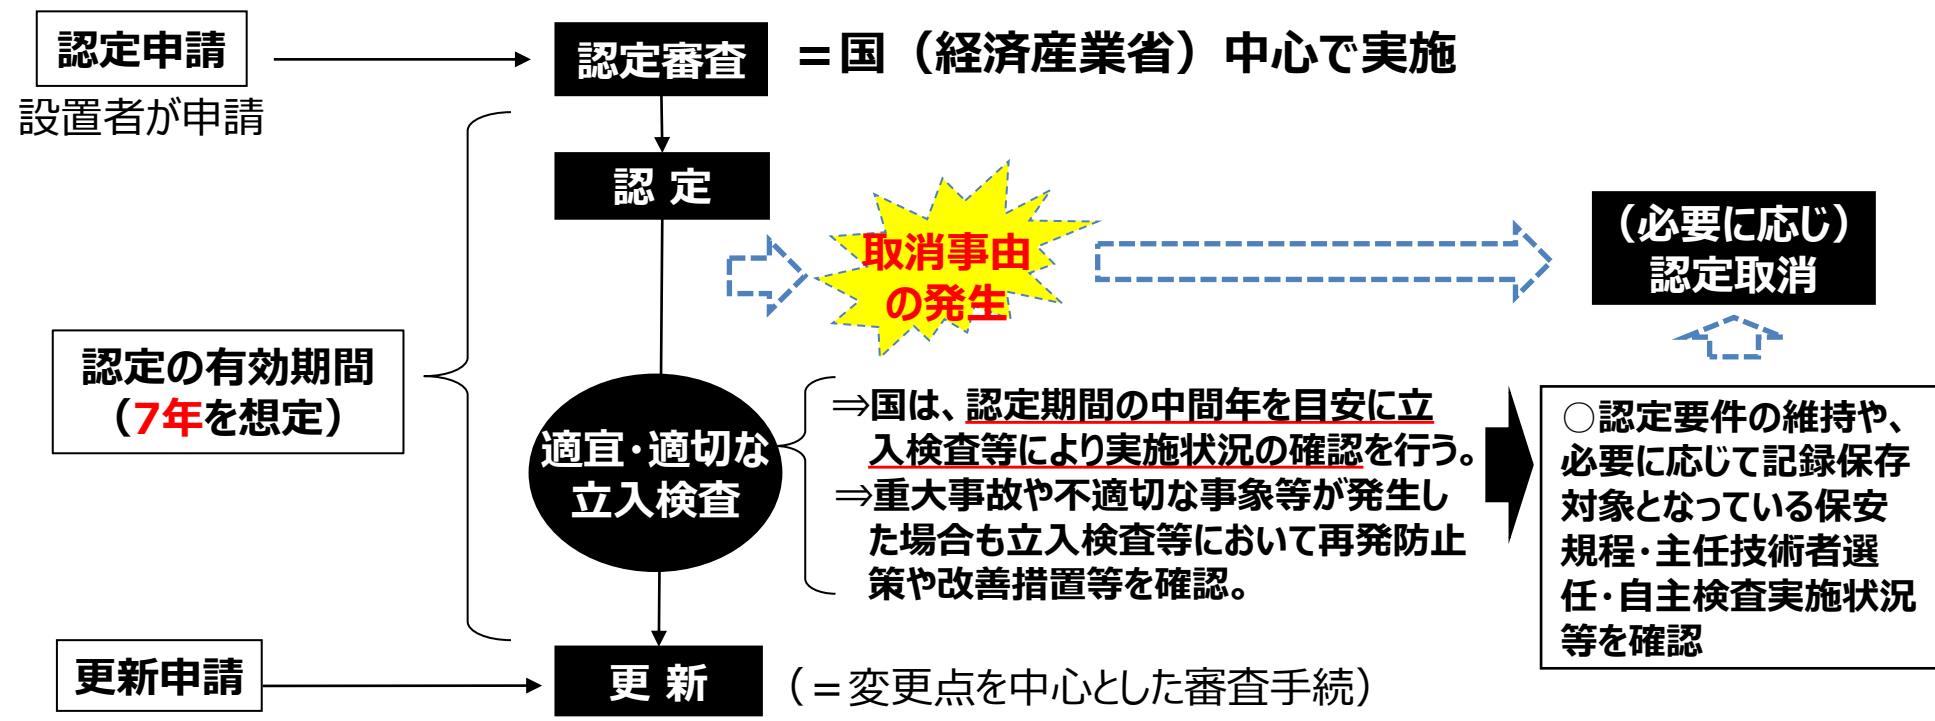 認定申請
設置者が申請
認定審査
＝国（経済産業省）中心で実施
認 定
取消事由
の発生
（必要に応じ）
認定取消
認定の有効期間
（7年を想定）
適宜・適切な
立入検査
⇒国は、認定期間の中間年を目安に立
入検査等により実施状況の確認を行う。
⇒重大事故や不適切な事象等が発生し
た場合も立入検査等において再発防止
策や改善措置等を確認。
○認定要件の維持や、
必要に応じて記録保存
対象となっている保安
規程・主任技術者選
任・自主検査実施状況
等を確認
更新申請
更 新
（＝変更点を中心とした審査手続）